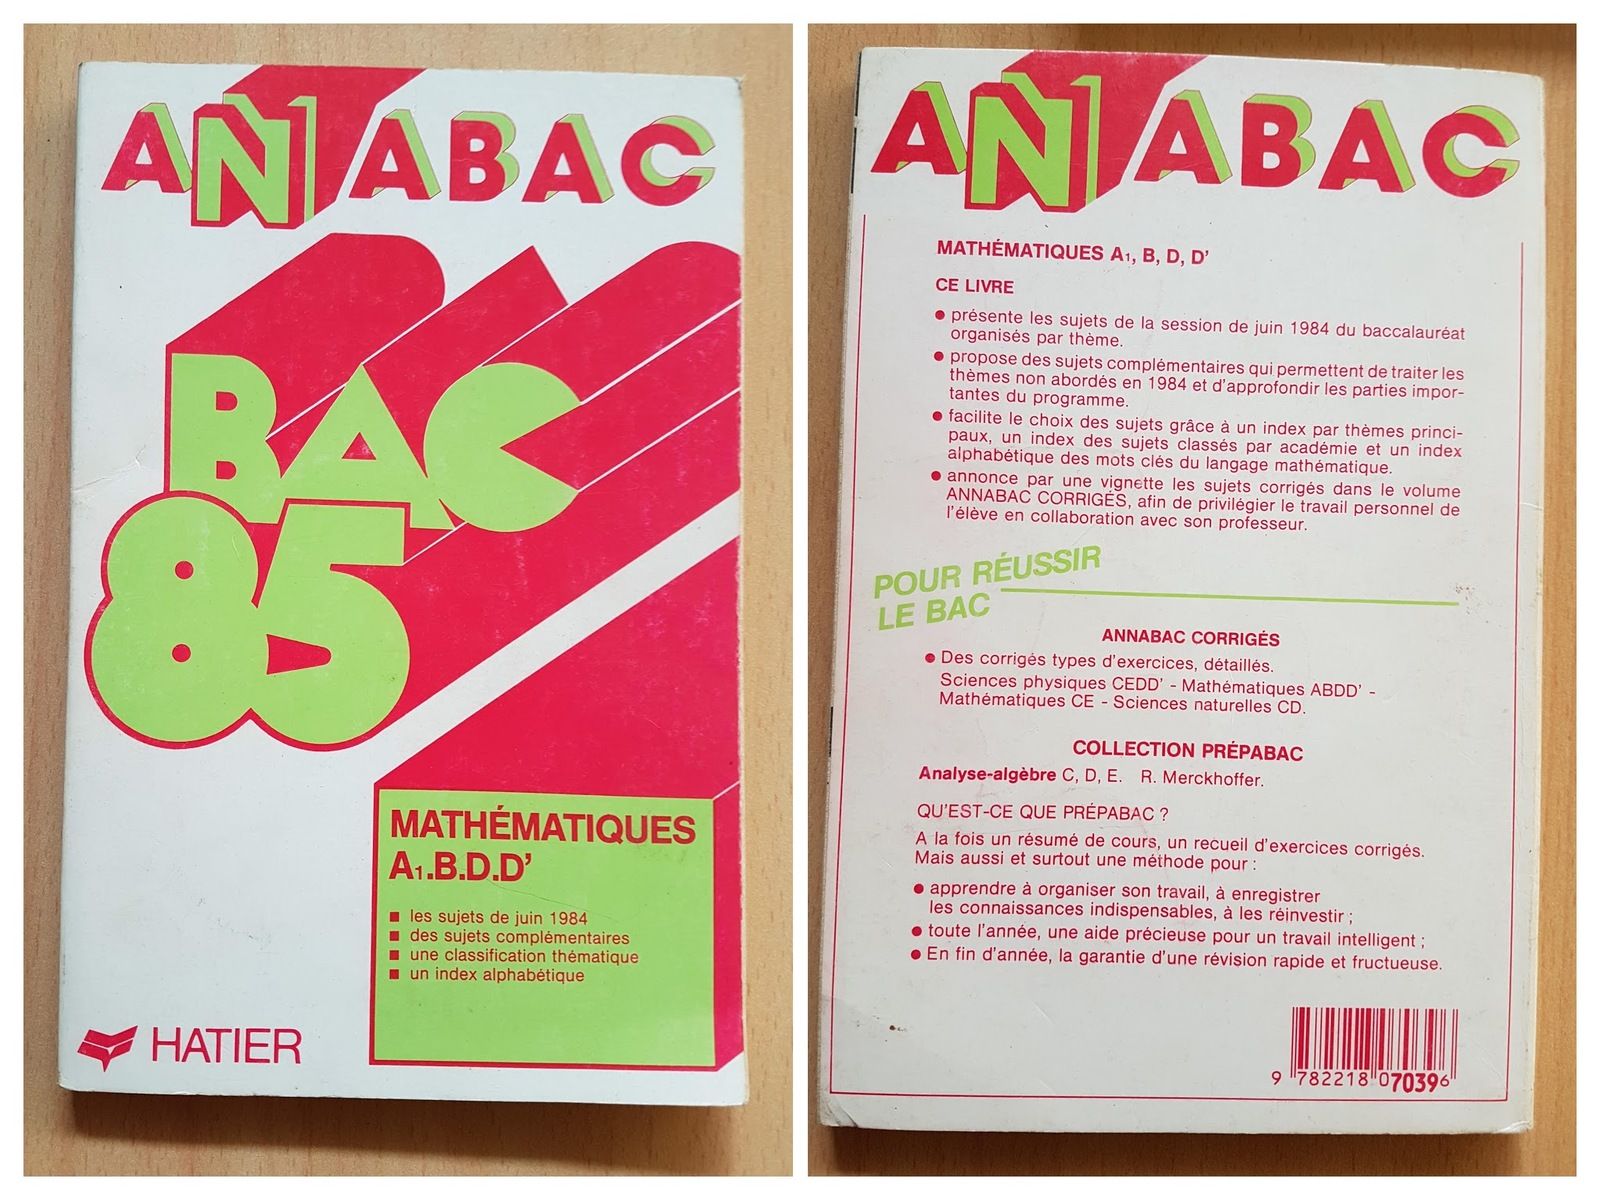 ANNABAC
BAC
85
MATHÉMATIQUES
A1.B.D.D'
■ les sujets de juin 1984
■ des sujets complémentaires
■ une classification thématique
■ un index alphabétique
HATIER
ANNABAC
MATHÉMATIQUES A1, B, D, D'
CE LIVRE
● présente les sujets de la session de juin 1984 du baccalauréat
organisés par thème.
● propose des sujets complémentaires qui permettent de traiter les
thèmes non abordés en 1984 et d'approfondir les parties impor-
tantes du programme.
● facilite le choix des sujets grâce à un index par thèmes princi-
paux, un index des sujets classés par académie et un index
alphabétique des mots clés du langage mathématique.
● annonce par une vignette les sujets corrigés dans le volume
ANNABAC CORRIGÉS, afin de privilégier le travail personnel de
l'élève en collaboration avec son professeur.
POUR RÉUSSIR
LE BAC
ANNABAC CORRIGÉS
● Des corrigés types d'exercices, détaillés.
Sciences physiques CEDD' - Mathématiques ABDD' -
Mathématiques CE - Sciences naturelles CD.
COLLECTION PRÉPABAC
Analyse-algèbre C, D, E. R. Merckhoffer.
QU'EST-CE QUE PRÉPABAC ?
A la fois un résumé de cours, un recueil d'exercices corrigés.
Mais aussi et surtout une méthode pour :
● apprendre à organiser son travail, à enregistrer
les connaissances indispensables, à les réinvestir ;
● toute l'année, une aide précieuse pour un travail intelligent ;
● En fin d'année, la garantie d'une révision rapide et fructueuse.
9 782218 070396